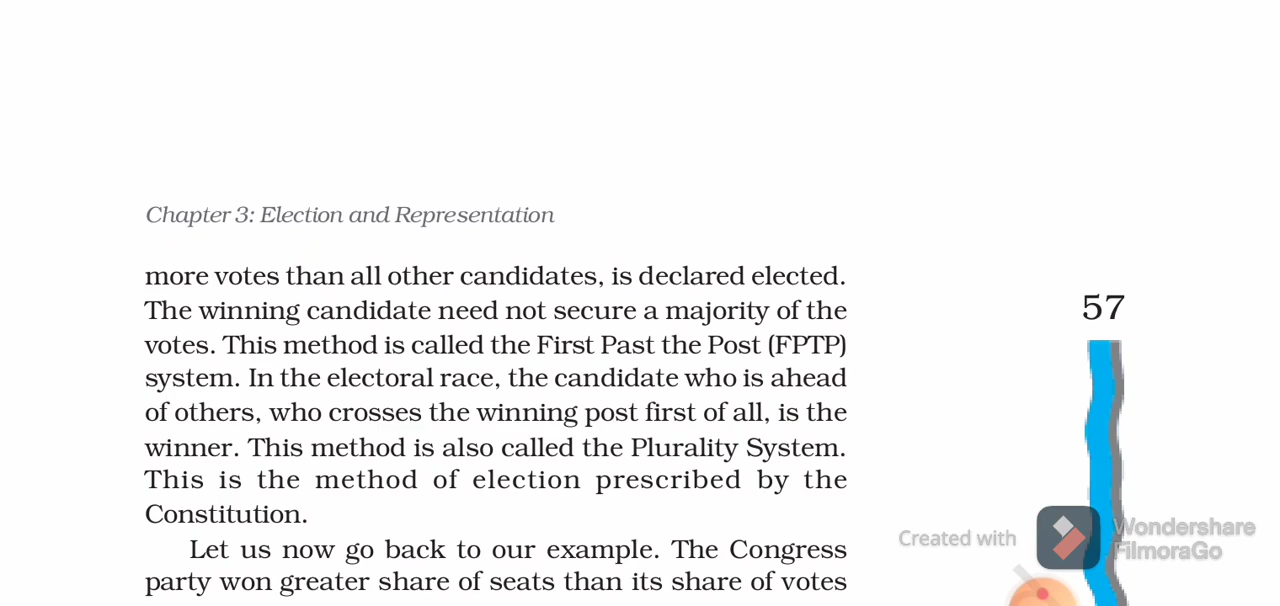 Chapter 3: Election and Representation
more votes than all other candidates, is declared elected.
The winning candidate need not secure a majority of the
votes. This method is called the First Past the Post (FPTP)
system. In the electoral race, the candidate who is ahead
of others, who crosses the winning post first of all, is the
winner. This method is also called the Plurality System.
This is the method of election prescribed by the
Constitution.
Let us now go back to our example. The Congress
party won greater share of seats than its share of votes
57
Created with
Wondershare
FilmoraGo